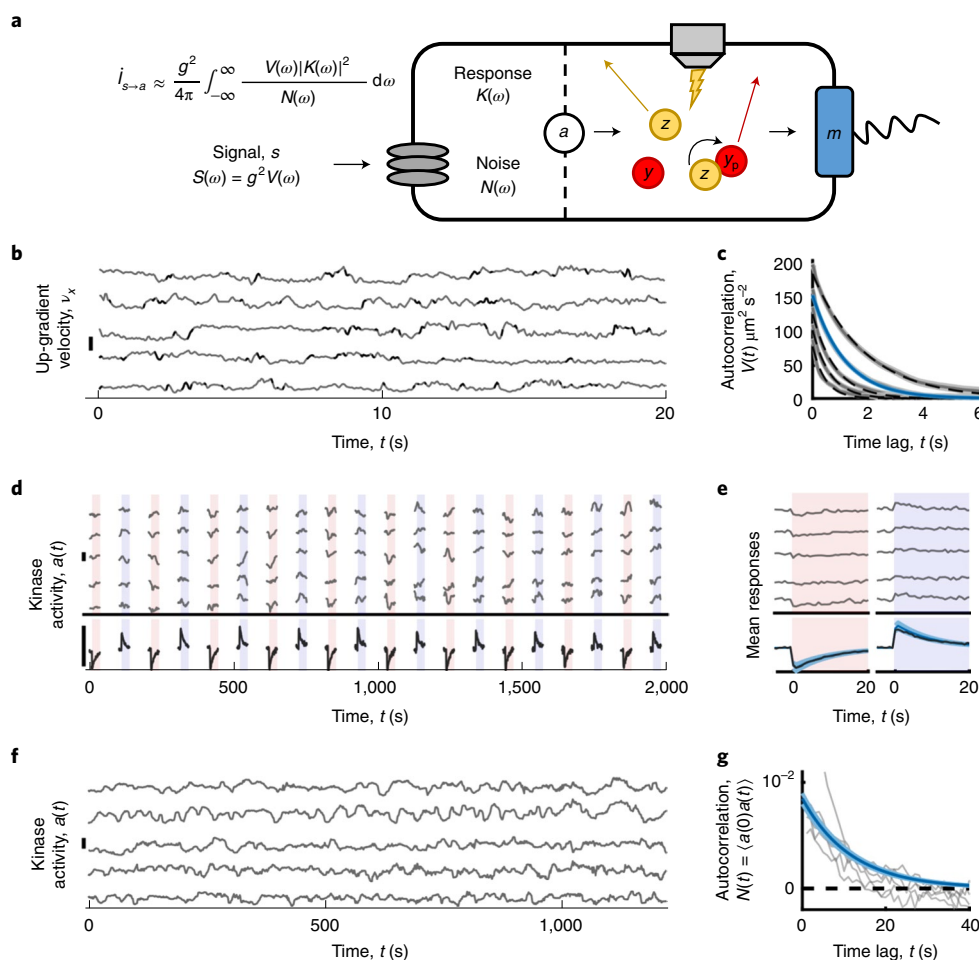 a
İ_{s→a} ≈ g²/4π ∫_{-∞}^{∞} V(ω)|K(ω)|²/N(ω) dω
Signal, s
S(ω) = g²V(ω)
Response
K(ω)
Noise
N(ω)
a
z
y
z
y_p
m
b
Up-gradient
velocity, v_x
0
10
20
Time, t (s)
c
Autocorrelation,
V(t) μm² s⁻²
200
150
100
50
0
0
2
4
6
Time lag, t (s)
d
Kinase
activity, a(t)
0
500
1,000
1,500
2,000
Time, t (s)
e
Mean responses
0
20
0
20
Time, t (s)
f
Kinase
activity, a(t)
0
500
1,000
Time, t (s)
g
Autocorrelation,
N(t) = ⟨a(0)a(t)⟩
10⁻²
0
0
20
40
Time lag, t (s)